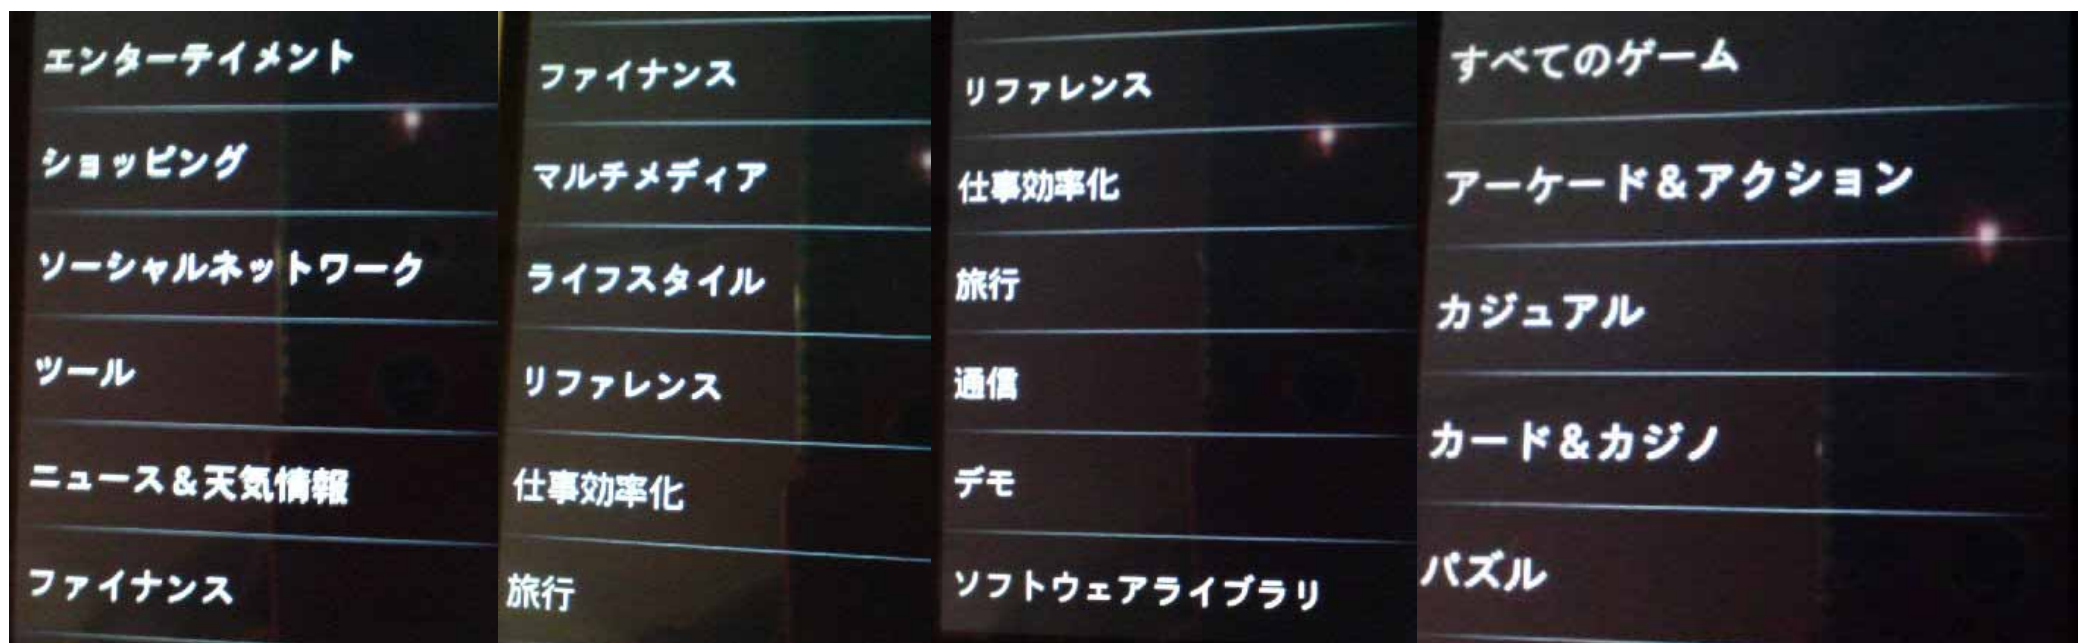 エンターテイメント
ショッピング
ソーシャルネットワーク
ツール
ニュース＆天気情報
ファイナンス
ファイナンス
マルチメディア
ライフスタイル
リファレンス
仕事効率化
旅行
リファレンス
仕事効率化
旅行
通信
デモ
ソフトウェアライブラリ
すべてのゲーム
アーケード＆アクション
カジュアル
カード＆カジノ
パズル